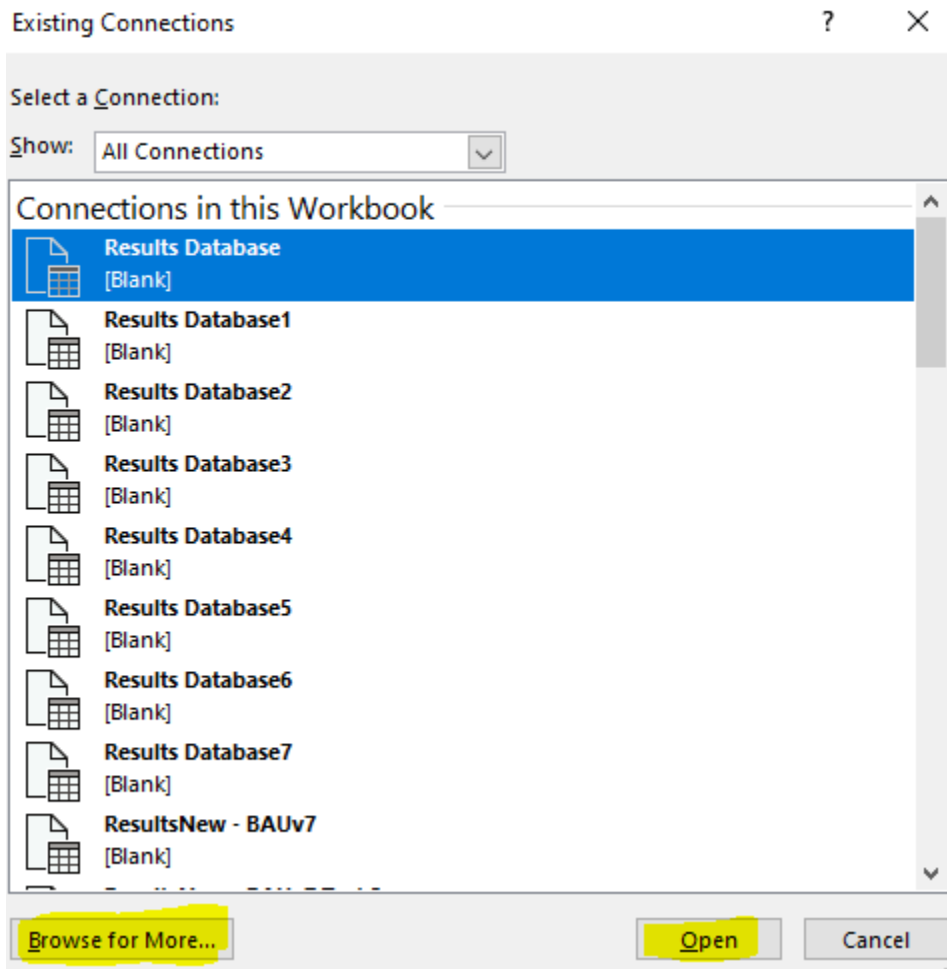 Existing Connections ?
Select a Connection:
Show: All Connections
Connections in this Workbook
Results Database
[Blank]
Results Database1
[Blank]
Results Database2
[Blank]
Results Database3
[Blank]
Results Database4
[Blank]
Results Database5
[Blank]
Results Database6
[Blank]
Results Database7
[Blank]
ResultsNew - BAUv7
[Blank]
Browse for More... Open Cancel